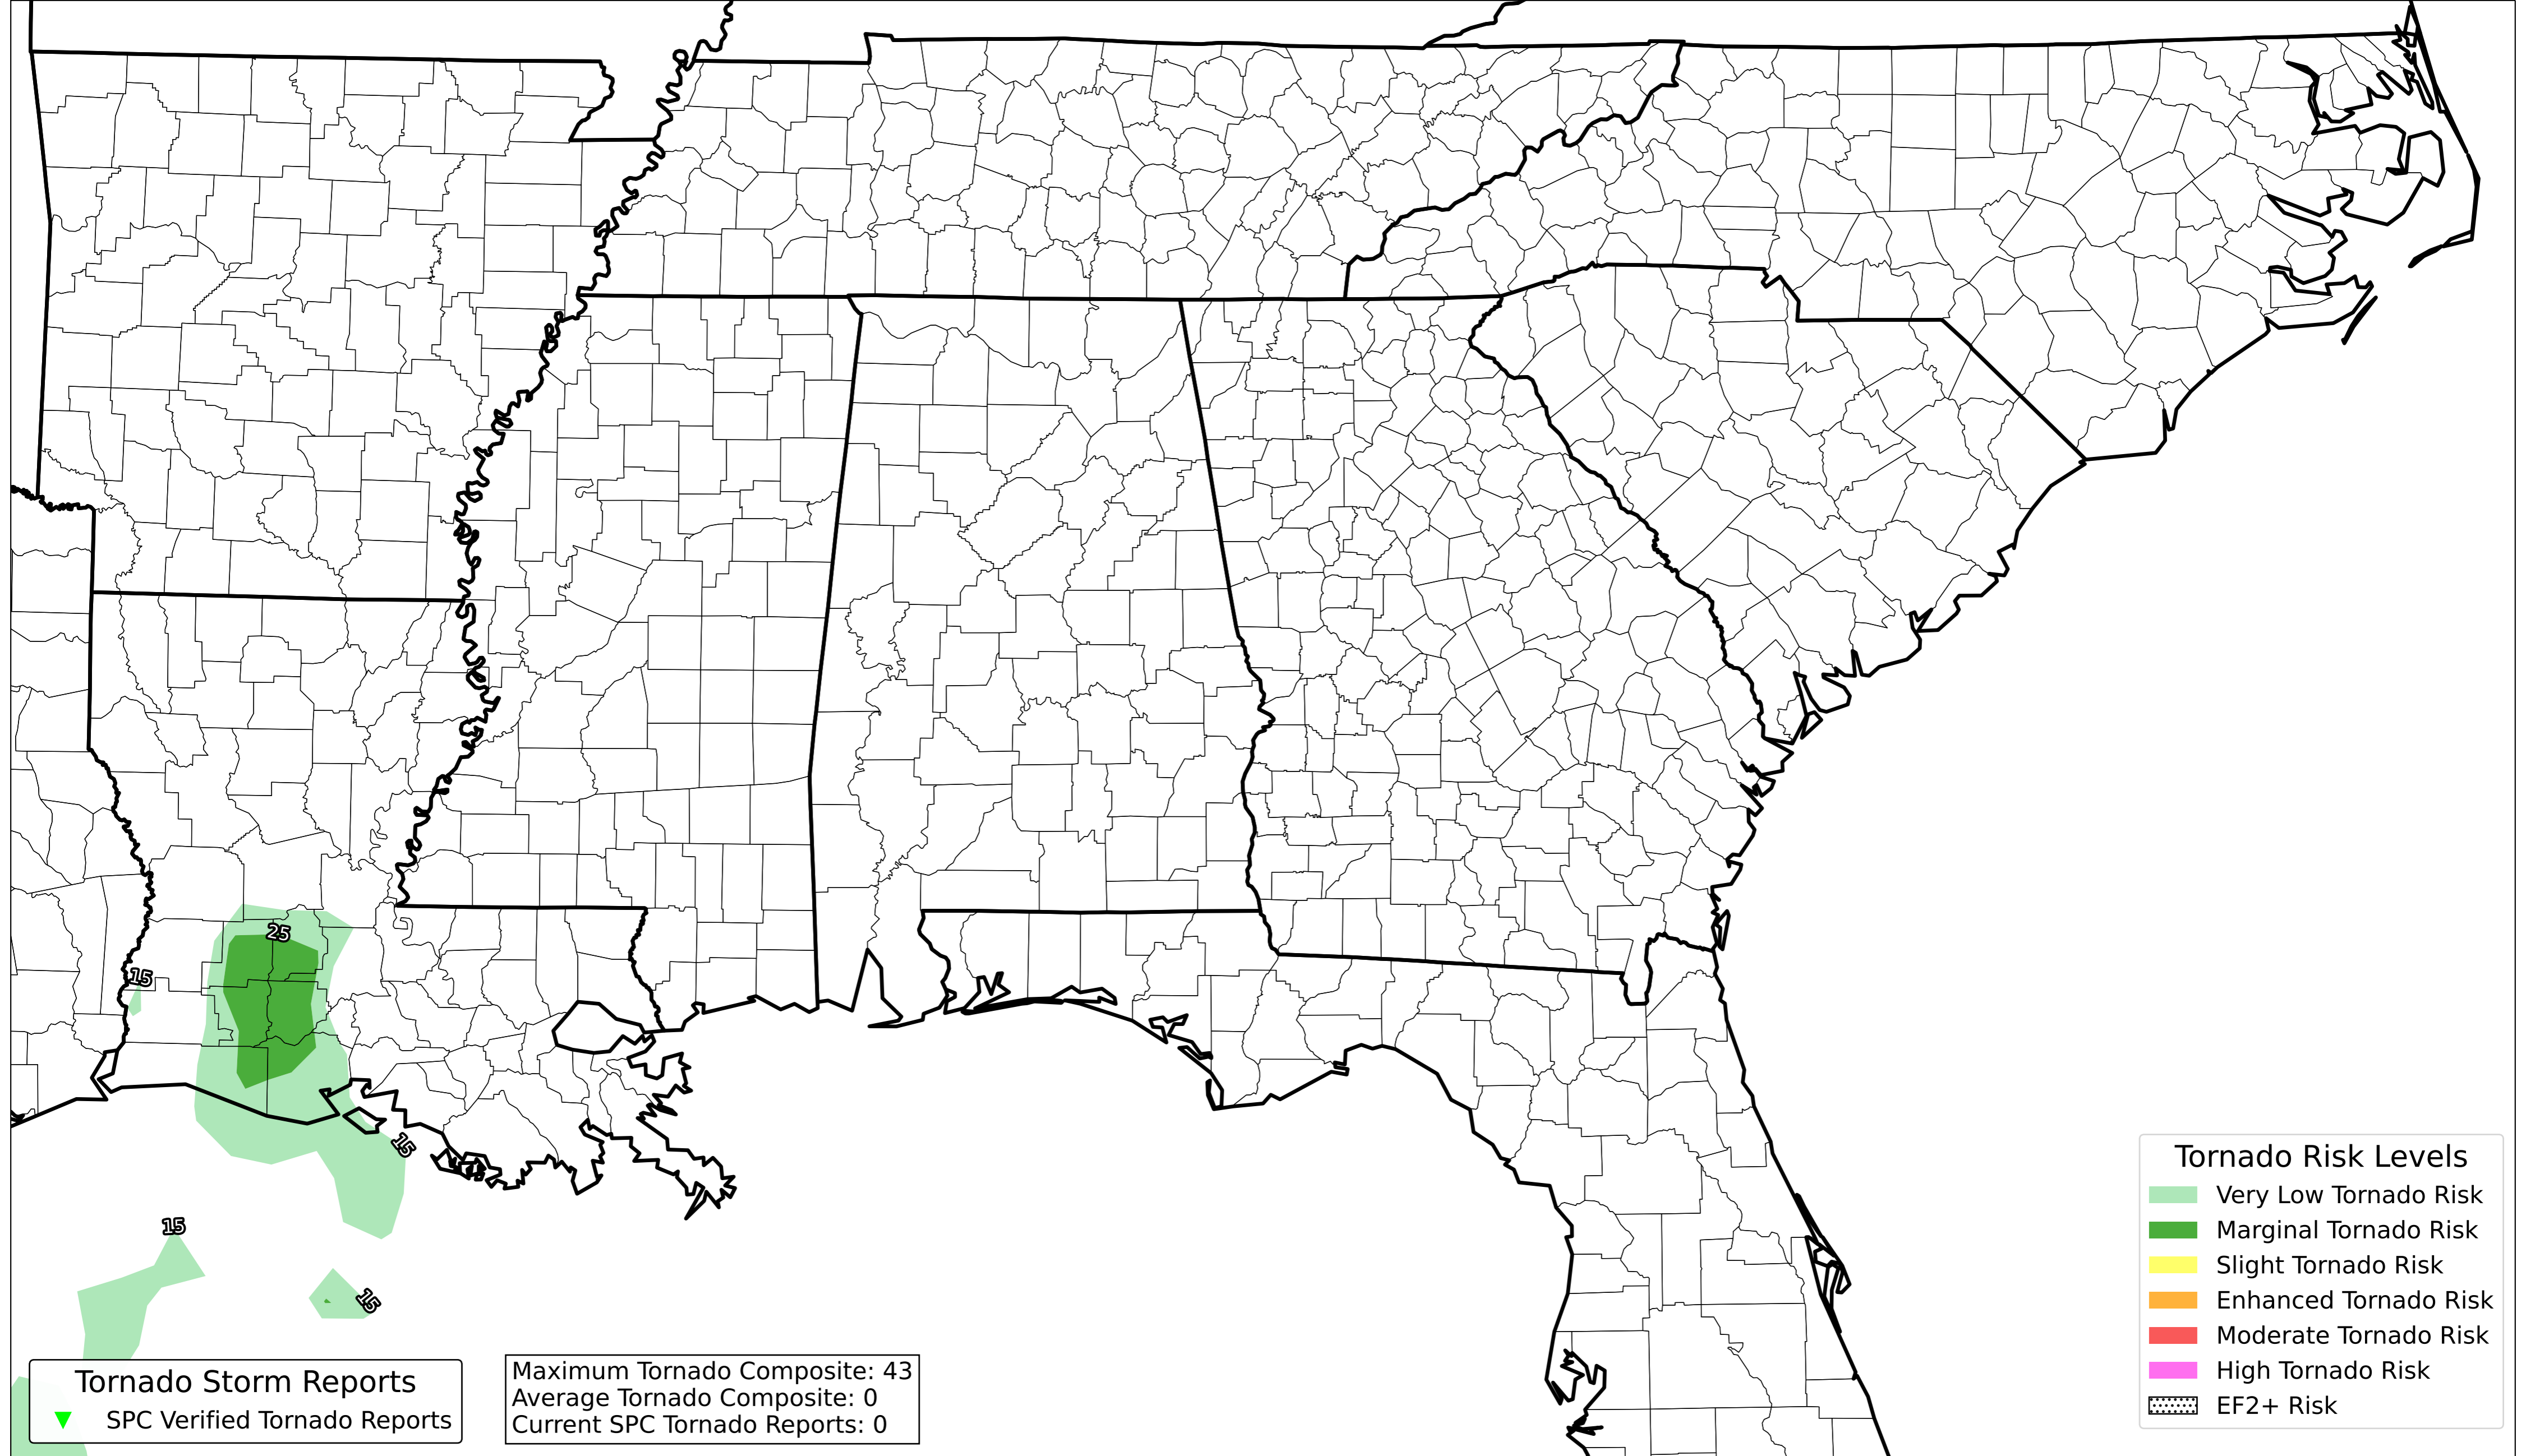 25
15
15
15
15
Tornado Storm Reports
SPC Verified Tornado Reports
Maximum Tornado Composite: 43
Average Tornado Composite: 0
Current SPC Tornado Reports: 0
Tornado Risk Levels
Very Low Tornado Risk
Marginal Tornado Risk
Slight Tornado Risk
Enhanced Tornado Risk
Moderate Tornado Risk
High Tornado Risk
EF2+ Risk